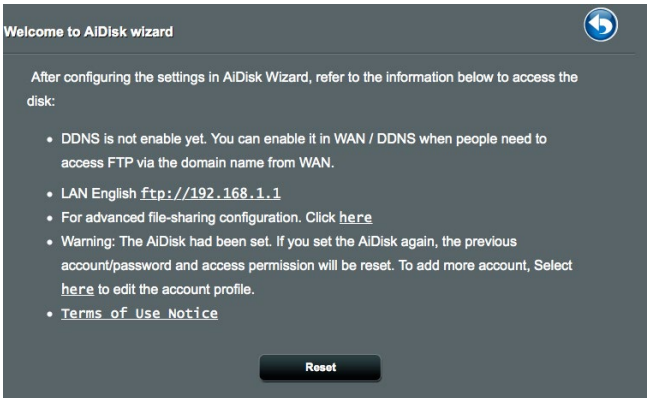 Welcome to AiDisk wizard
After configuring the settings in AiDisk Wizard, refer to the information below to access the
disk:
• DDNS is not enable yet. You can enable it in WAN / DDNS when people need to
access FTP via the domain name from WAN.
• LAN English ftp://192.168.1.1
• For advanced file-sharing configuration. Click here
• Warning: The AiDisk had been set. If you set the AiDisk again, the previous
account/password and access permission will be reset. To add more account, Select
here to edit the account profile.
• Terms of Use Notice
Reset